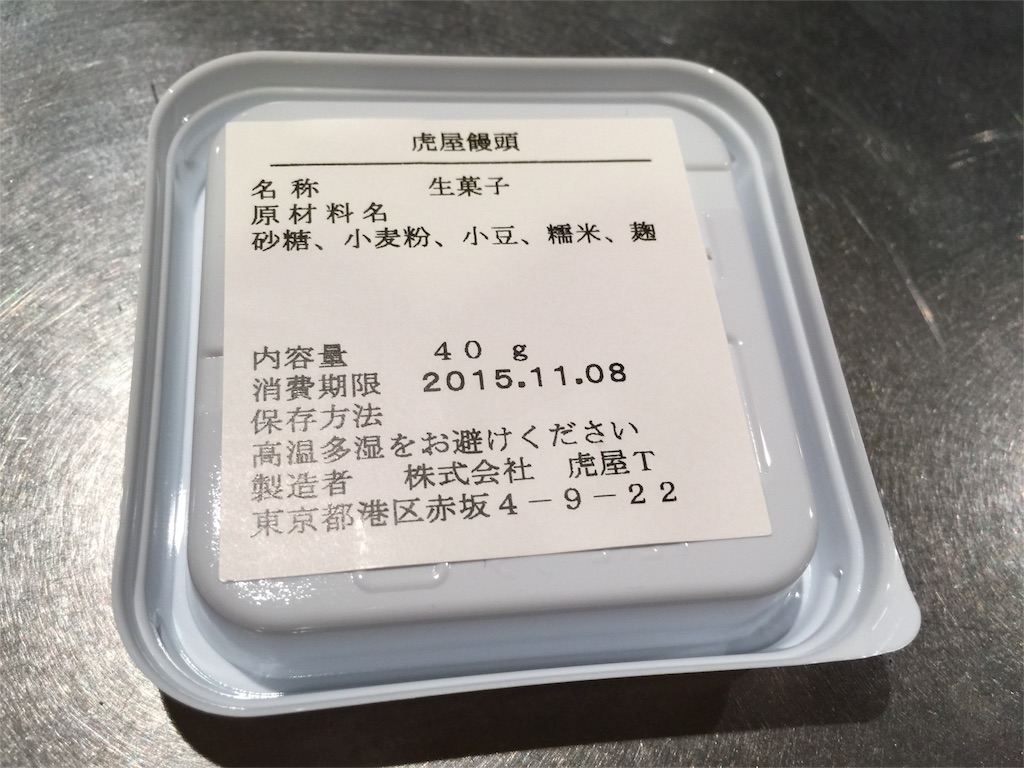 虎屋饅頭
名称 生菓子
原材料名
砂糖、小麦粉、小豆、糯米、麹
内容量 40 g
消費期限 2015.11.08
保存方法
高温多湿をお避けください
製造者 株式会社 虎屋T
東京都港区赤坂4-9-22